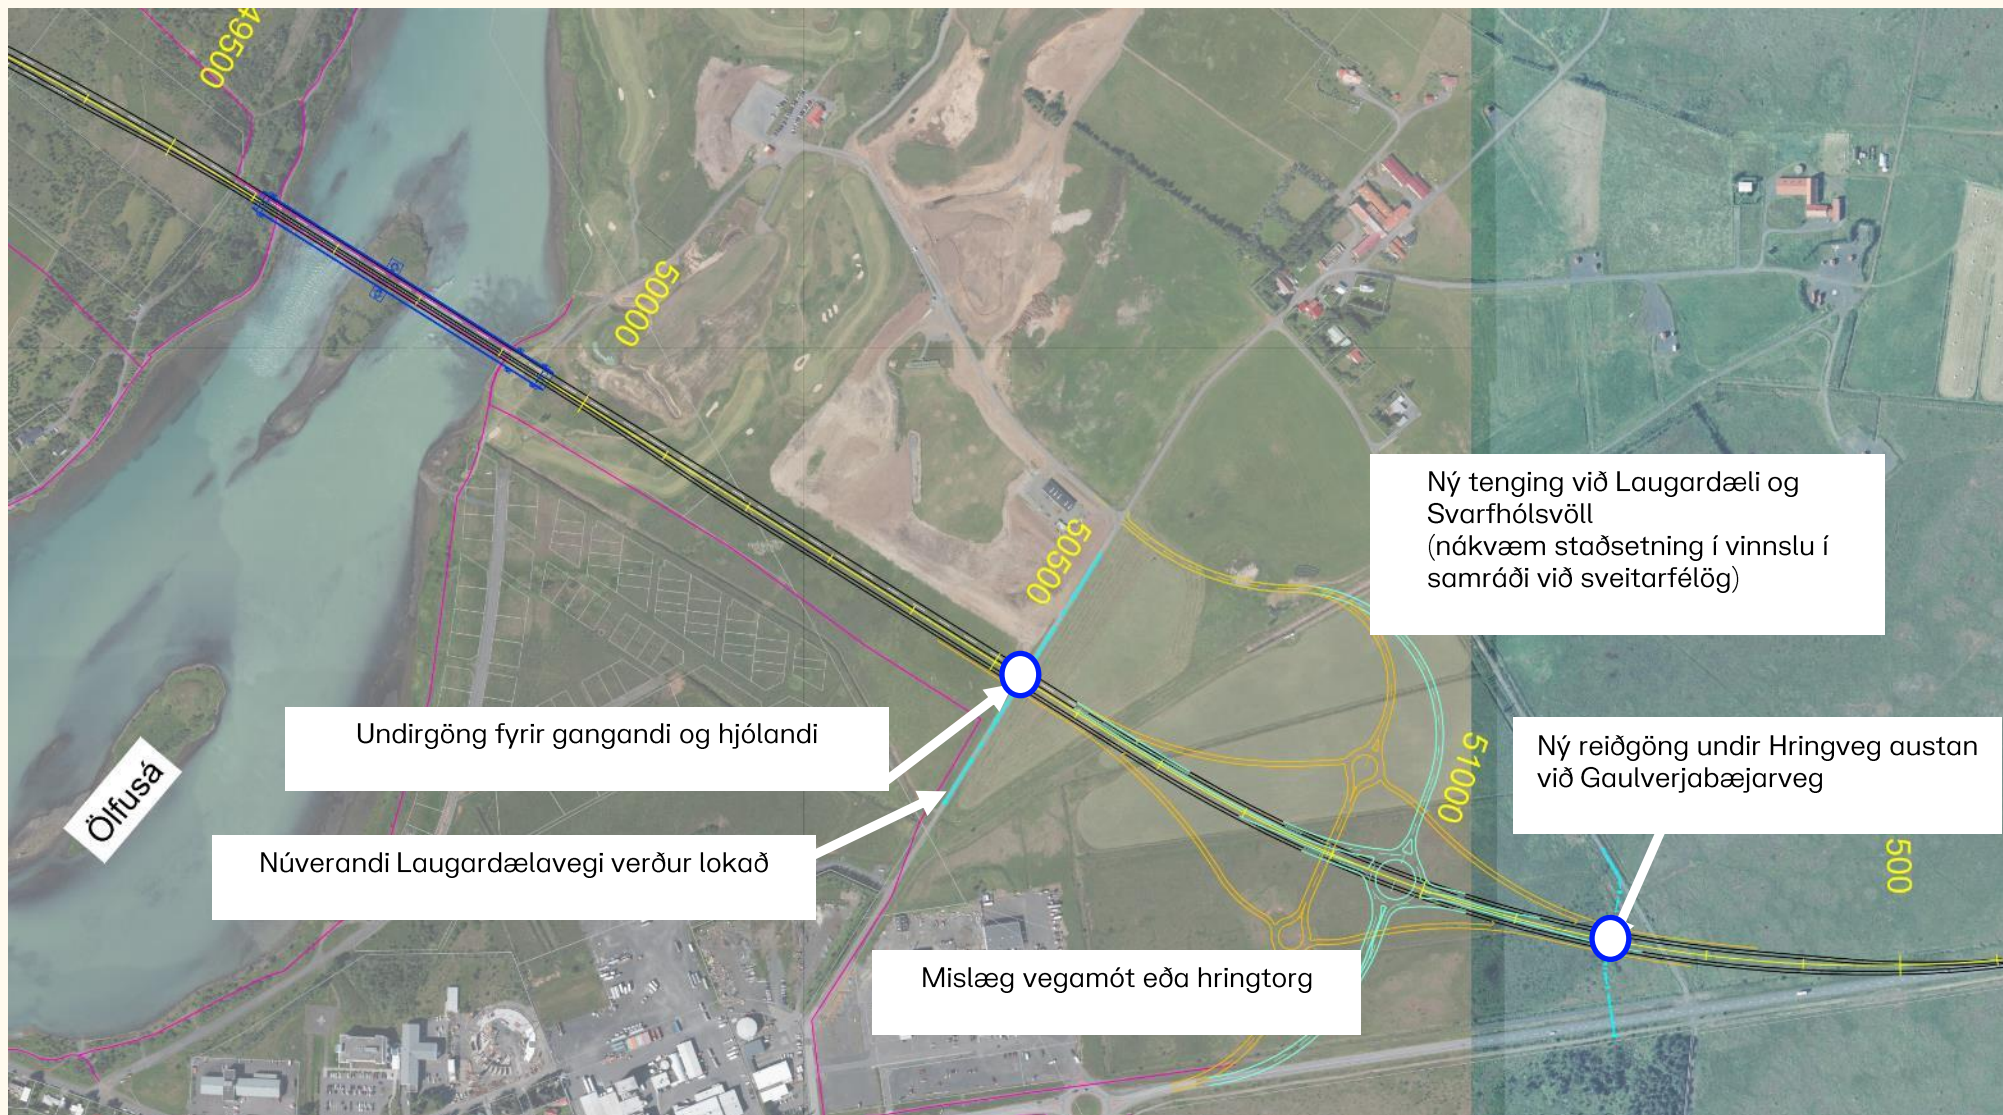 49500
50000
50500
51000
500
Ný tenging við Laugardæli og
Svarfhólsvöll
(nákvæm staðsetning í vinnslu í
samráði við sveitarfélög)
Undirgöng fyrir gangandi og hjólandi
Ný reiðgöng undir Hringveg austan
við Gaulverjabæjarveg
Ölfusá
Núverandi Laugardælavegi verður lokað
Mislæg vegamót eða hringtorg